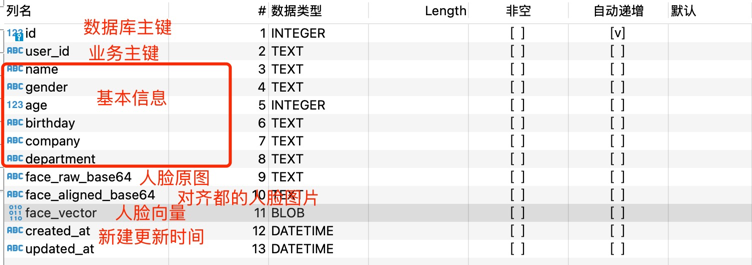 列名 # 数据类型 Length 非空 自动递增 默认
123 id 数据库主键 1 INTEGER [ ] [v]
ABC user_id 业务主键 2 TEXT [ ] [ ]
ABC name 3 TEXT [ ] [ ]
ABC gender 4 TEXT [ ] [ ]
123 age 基本信息 5 INTEGER [ ] [ ]
ABC birthday 6 TEXT [ ] [ ]
ABC company 7 TEXT [ ] [ ]
ABC department 8 TEXT [ ] [ ]
ABC face_raw_base64 人脸原图 9 TEXT [ ] [ ]
ABC face_aligned_base64 对齐都的人脸图片 10 TEXT [ ] [ ]
010 011 110 face_vector 人脸向量 11 BLOB [ ] [ ]
ABC created_at 新建更新时间 12 DATETIME [ ] [ ]
ABC updated_at 13 DATETIME [ ] [ ]